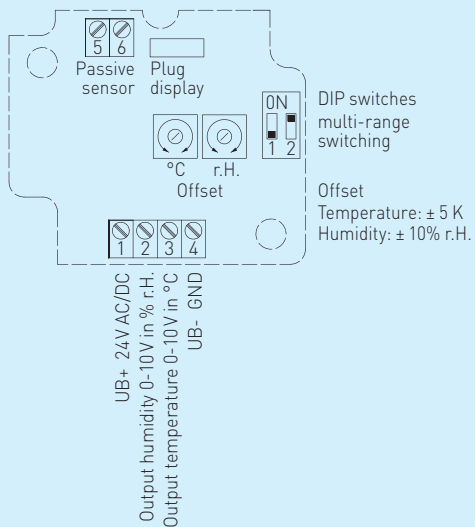 5 6
Passive
sensor
Plug
display
ON
1 2
DIP switches
multi-range
switching
°C r.H.
Offset
Offset
Temperature: ± 5 K
Humidity: ± 10% r.H.
1 2 3 4
UB+ 24V AC/DC
Output humidity 0-10V in % r.H.
Output temperature 0-10V in °C
UB- GND